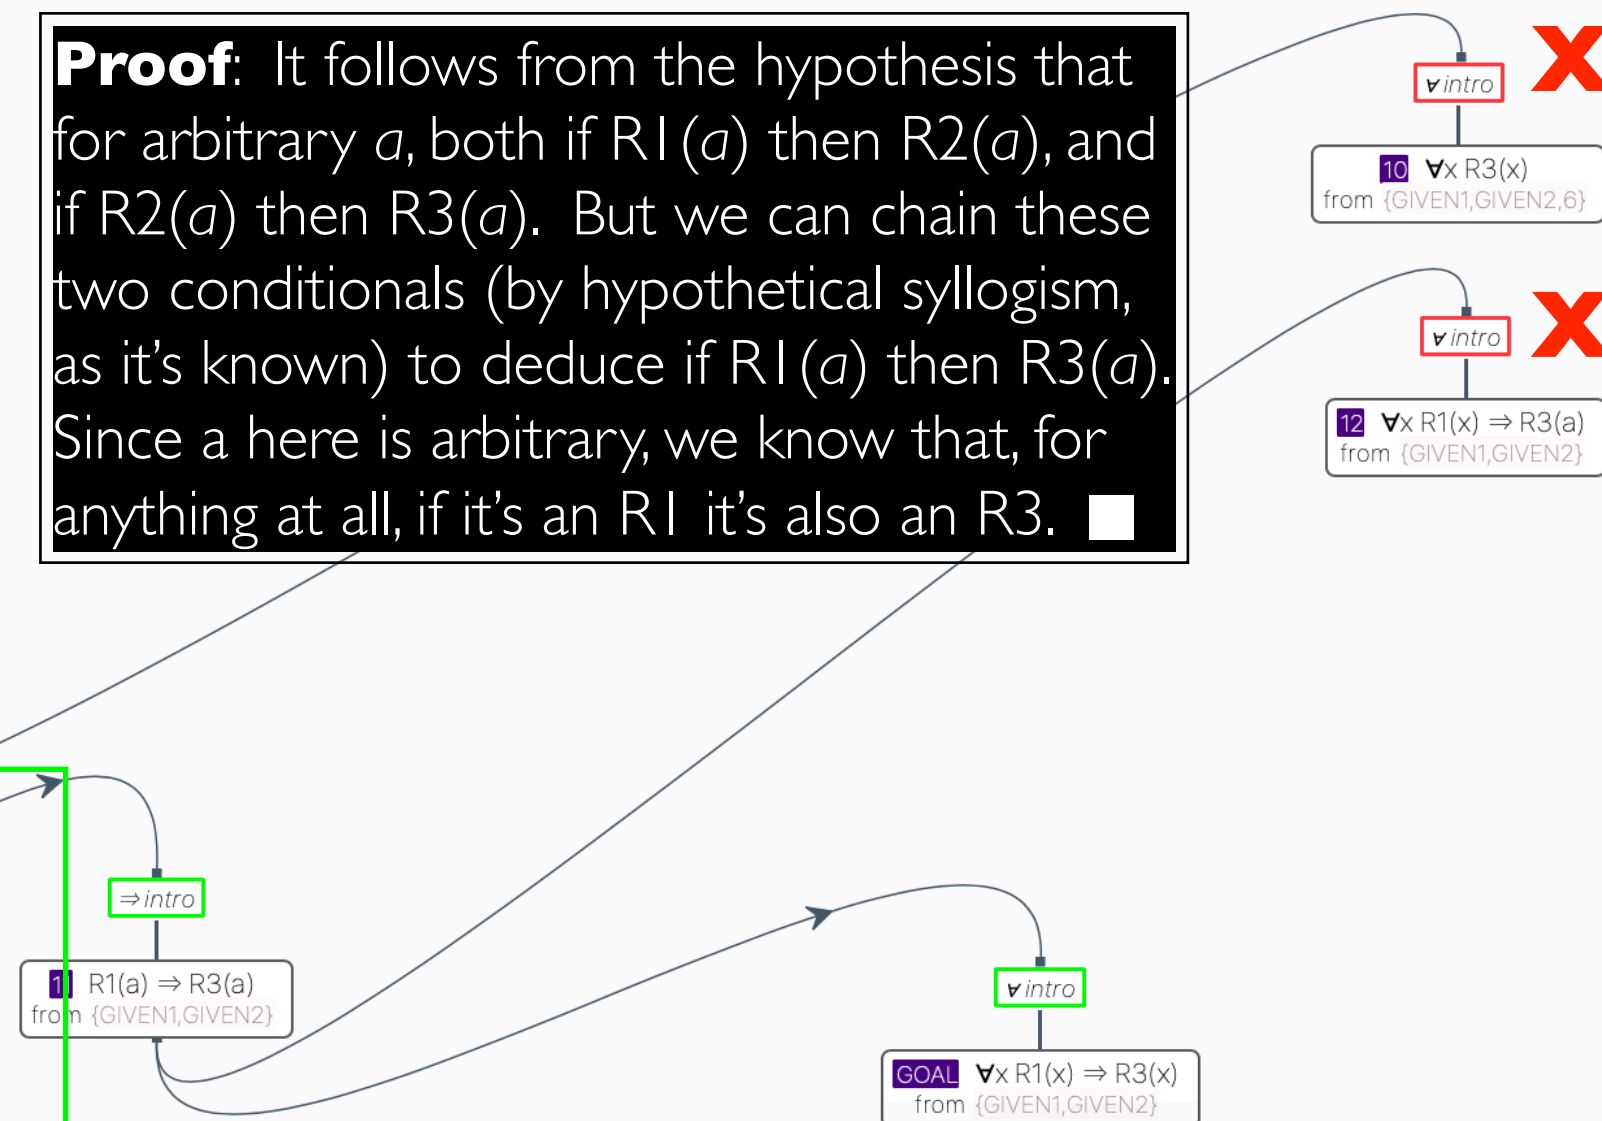 Proof: It follows from the hypothesis that
for arbitrary a, both if R1(a) then R2(a), and
if R2(a) then R3(a). But we can chain these
two conditionals (by hypothetical syllogism,
as it's known) to deduce if R1(a) then R3(a).
Since a here is arbitrary, we know that, for
anything at all, if it's an R1 it's also an R3.
X
∀ intro
10 ∀x R3(x)
from {GIVEN1,GIVEN2,6}
X
∀ intro
12 ∀x R1(x) ⇒ R3(a)
from {GIVEN1,GIVEN2}
⇒ intro
11 R1(a) ⇒ R3(a)
from {GIVEN1,GIVEN2}
∀ intro
GOAL ∀x R1(x) ⇒ R3(x)
from {GIVEN1,GIVEN2}